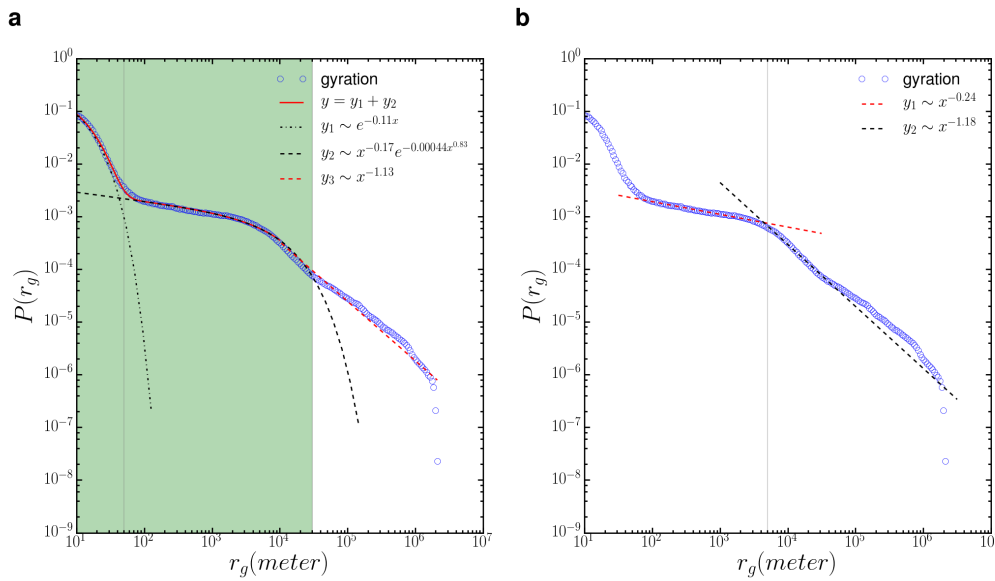 a
10^0
10^-1
10^-2
10^-3
10^-4
10^-5
10^-6
10^-7
10^-8
10^-9
P(r_g)
gyration
y = y_1 + y_2
y_1 ~ e^{-0.11x}
y_2 ~ x^{-0.17}e^{-0.00044x^{0.83}}
y_3 ~ x^{-1.13}
10^1 10^2 10^3 10^4 10^5 10^6 10^7
r_g(meter)
b
10^0
10^-1
10^-2
10^-3
10^-4
10^-5
10^-6
10^-7
10^-8
10^-9
P(r_g)
gyration
y_1 ~ x^{-0.24}
y_2 ~ x^{-1.18}
10^1 10^2 10^3 10^4 10^5 10^6 10^7
r_g(meter)